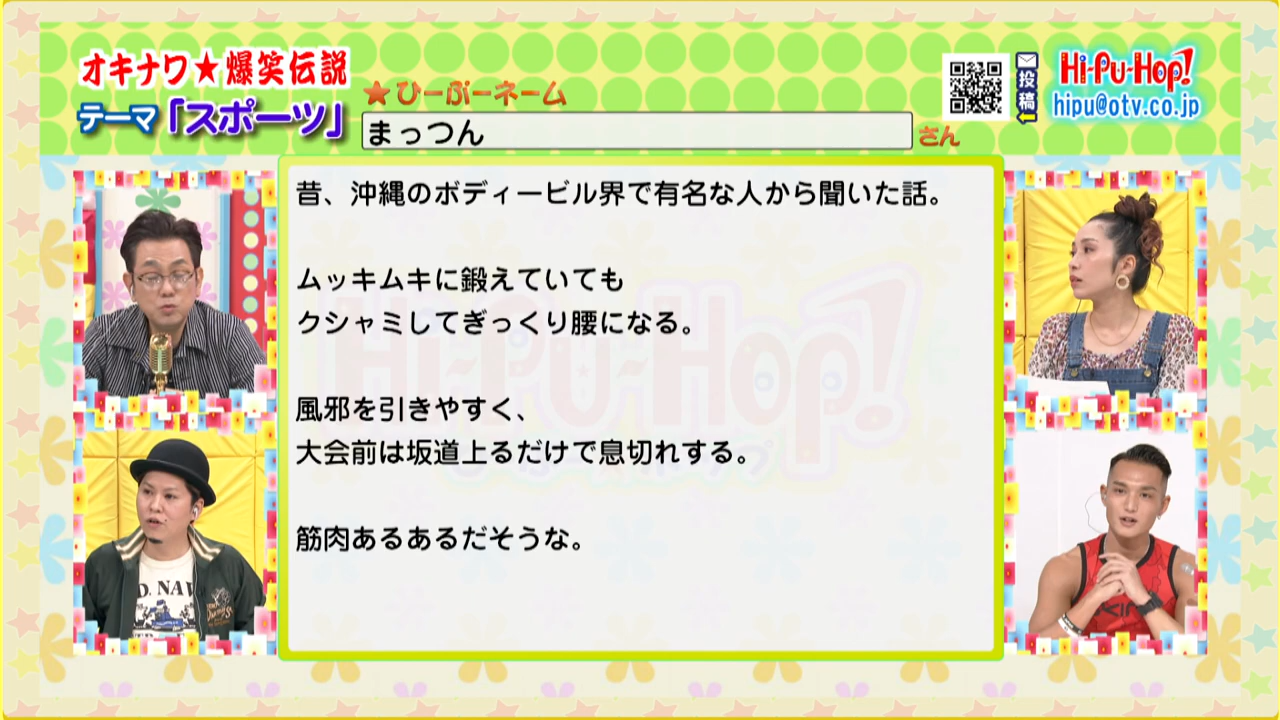 オキナワ★爆笑伝説
テーマ「スポーツ」
★ひーぷーネーム
まっつん
さん
投稿
Hi-Pu-Hop!
hipu@otv.co.jp
昔、沖縄のボディービル界で有名な人から聞いた話。
ムッキムキに鍛えていても
クシャミしてぎっくり腰になる。
風邪を引きやすく、
大会前は坂道上るだけで息切れする。
筋肉あるあるだそうな。
Hi-Pu-Hop!
D. NAV